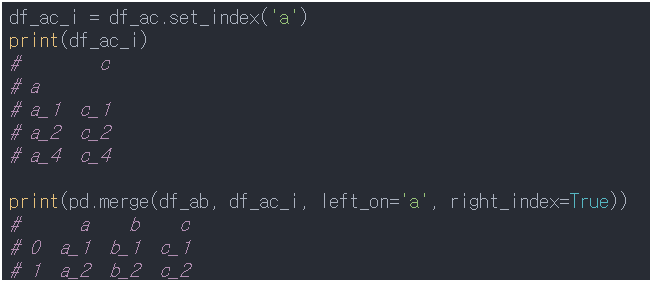 df_ac_i = df_ac.set_index('a')
print(df_ac_i)
#       c
# a
# a_1  c_1
# a_2  c_2
# a_4  c_4

print(pd.merge(df_ab, df_ac_i, left_on='a', right_index=True))
#      a    b    c
# 0  a_1  b_1  c_1
# 1  a_2  b_2  c_2